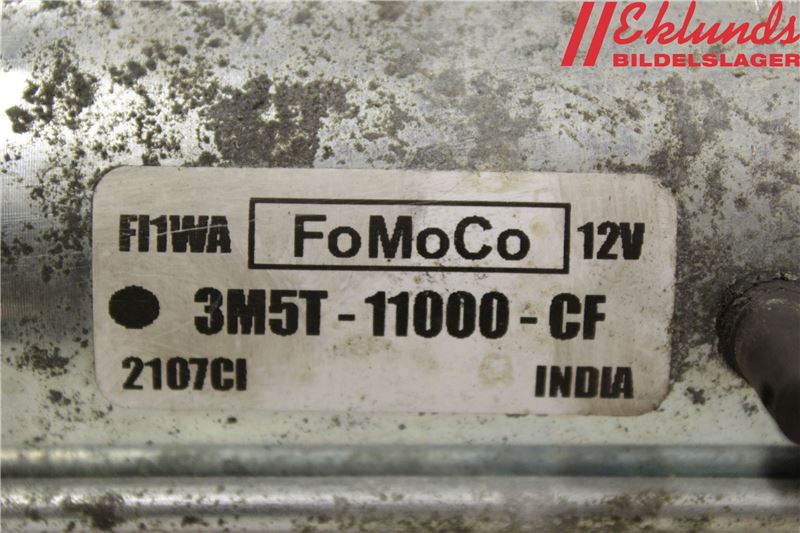 Eklunds
BILDELSLAGER
FI1WA FoMoCo 12V
3M5T - 11000 - CF
2107CI INDIA